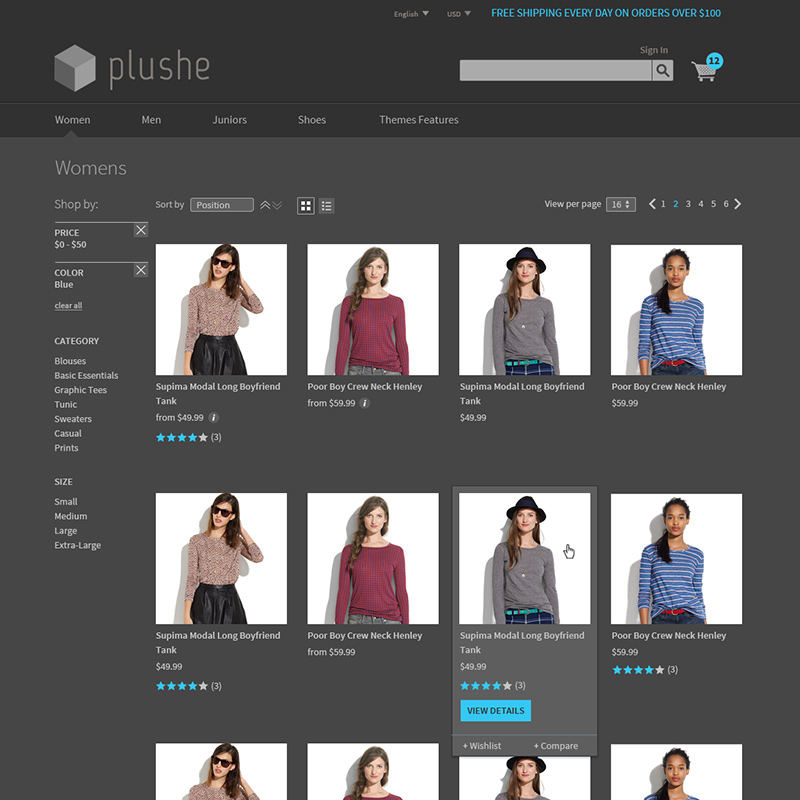 English USD FREE SHIPPING EVERY DAY ON ORDERS OVER $100
Sign In
plushe
12
Women Men Juniors Shoes Themes Features
Womens
Shop by:
Sort by Position View per page 16 1 2 3 4 5 6
PRICE
$0 - $50
COLOR
Blue
clear all
CATEGORY
Blouses
Basic Essentials
Graphic Tees
Tunic
Sweaters
Casual
Prints
SIZE
Small
Medium
Large
Extra-Large
Supima Modal Long Boyfriend
Tank
from $49.99 i
(3)
Poor Boy Crew Neck Henley
from $59.99 i
Supima Modal Long Boyfriend
Tank
$49.99
Poor Boy Crew Neck Henley
$59.99
Supima Modal Long Boyfriend
Tank
$49.99
(3)
Poor Boy Crew Neck Henley
from $59.99
Supima Modal Long Boyfriend
Tank
$49.99
(3)
VIEW DETAILS
+ Wishlist + Compare
Poor Boy Crew Neck Henley
$59.99
(3)